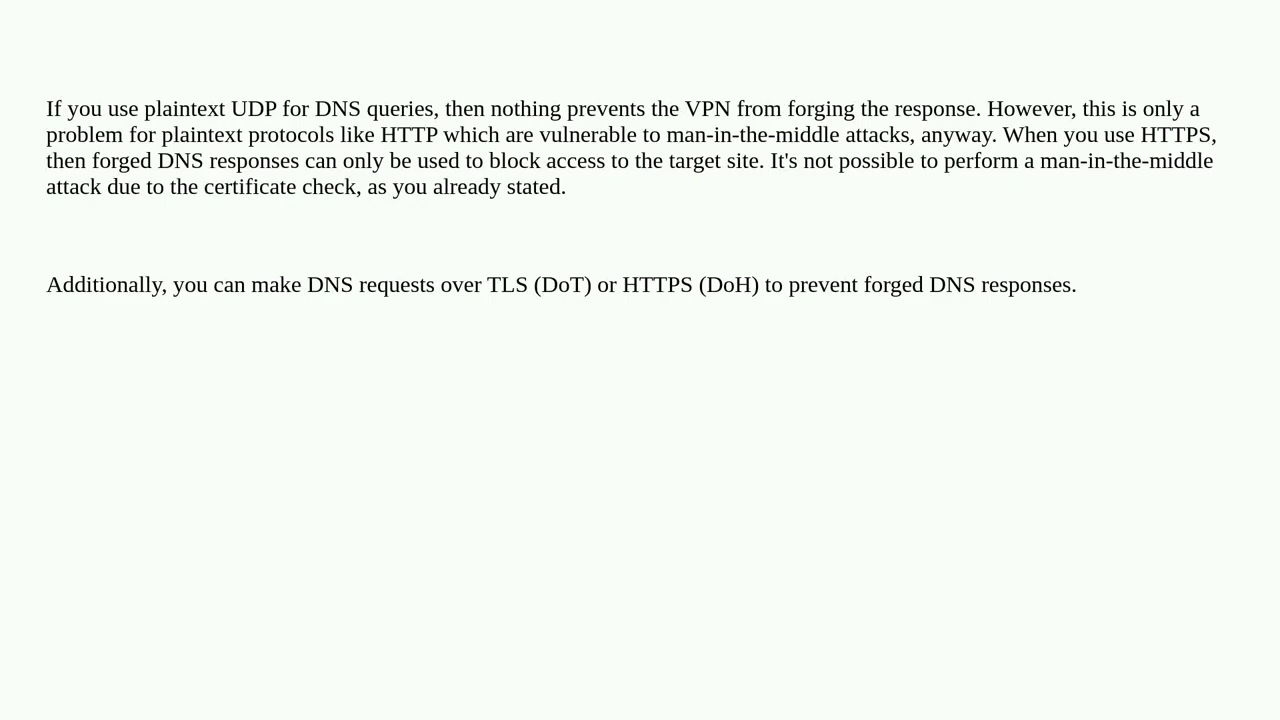 If you use plaintext UDP for DNS queries, then nothing prevents the VPN from forging the response. However, this is only a
problem for plaintext protocols like HTTP which are vulnerable to man-in-the-middle attacks, anyway. When you use HTTPS,
then forged DNS responses can only be used to block access to the target site. It's not possible to perform a man-in-the-middle
attack due to the certificate check, as you already stated.
Additionally, you can make DNS requests over TLS (DoT) or HTTPS (DoH) to prevent forged DNS responses.